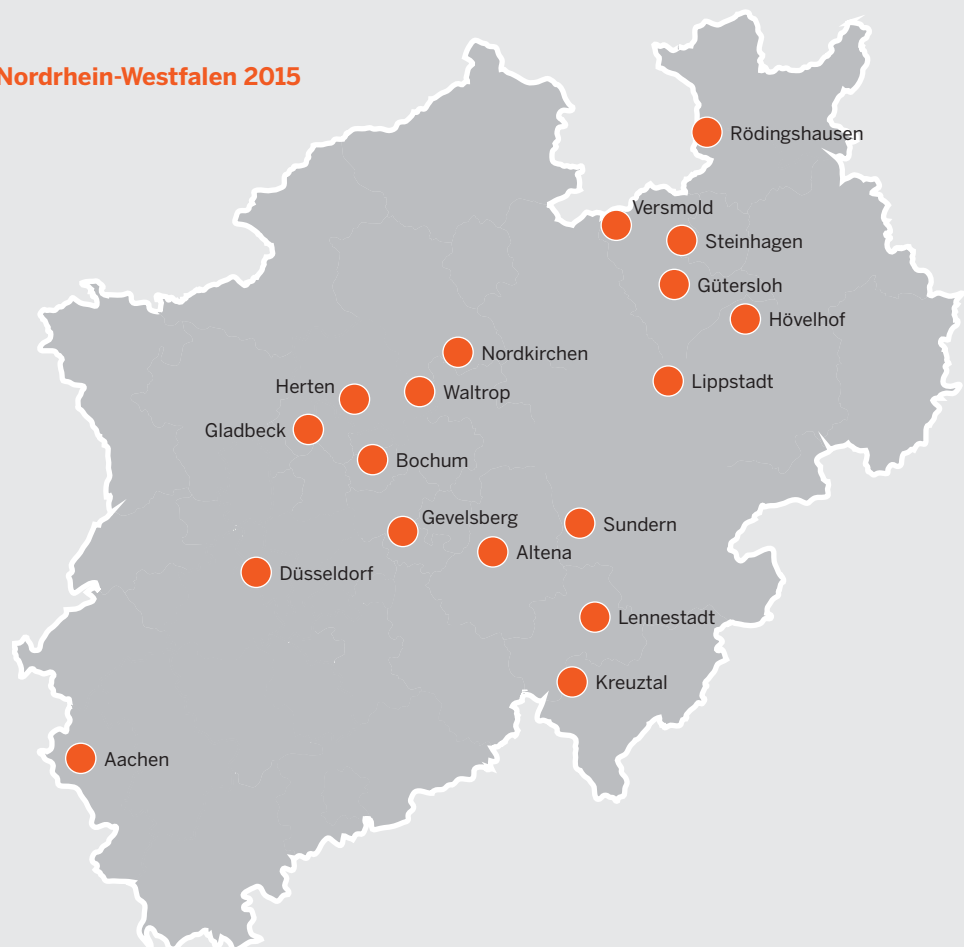 Nordrhein-Westfalen 2015
Rödingshausen
Versmold
Steinhagen
Gütersloh
Hövelhof
Nordkirchen
Lippstadt
Herten
Waltrop
Gladbeck
Bochum
Gevelsberg
Sundern
Altena
Düsseldorf
Lennestadt
Kreuztal
Aachen